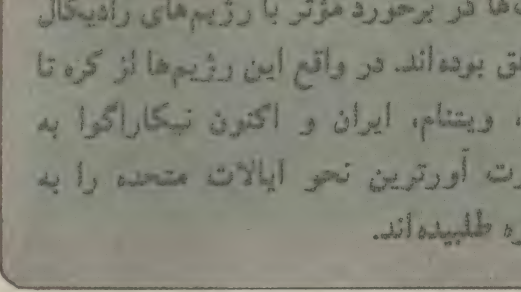 در برخورد مؤثر با رژیم‌های رادیکال
بوده‌اند. در واقع این رژیم‌ها از کره تا
ویتنام، ایران و اکنون نیکاراگوا به
آورترین نحو ایالات متحده را به
طلبیده‌اند.